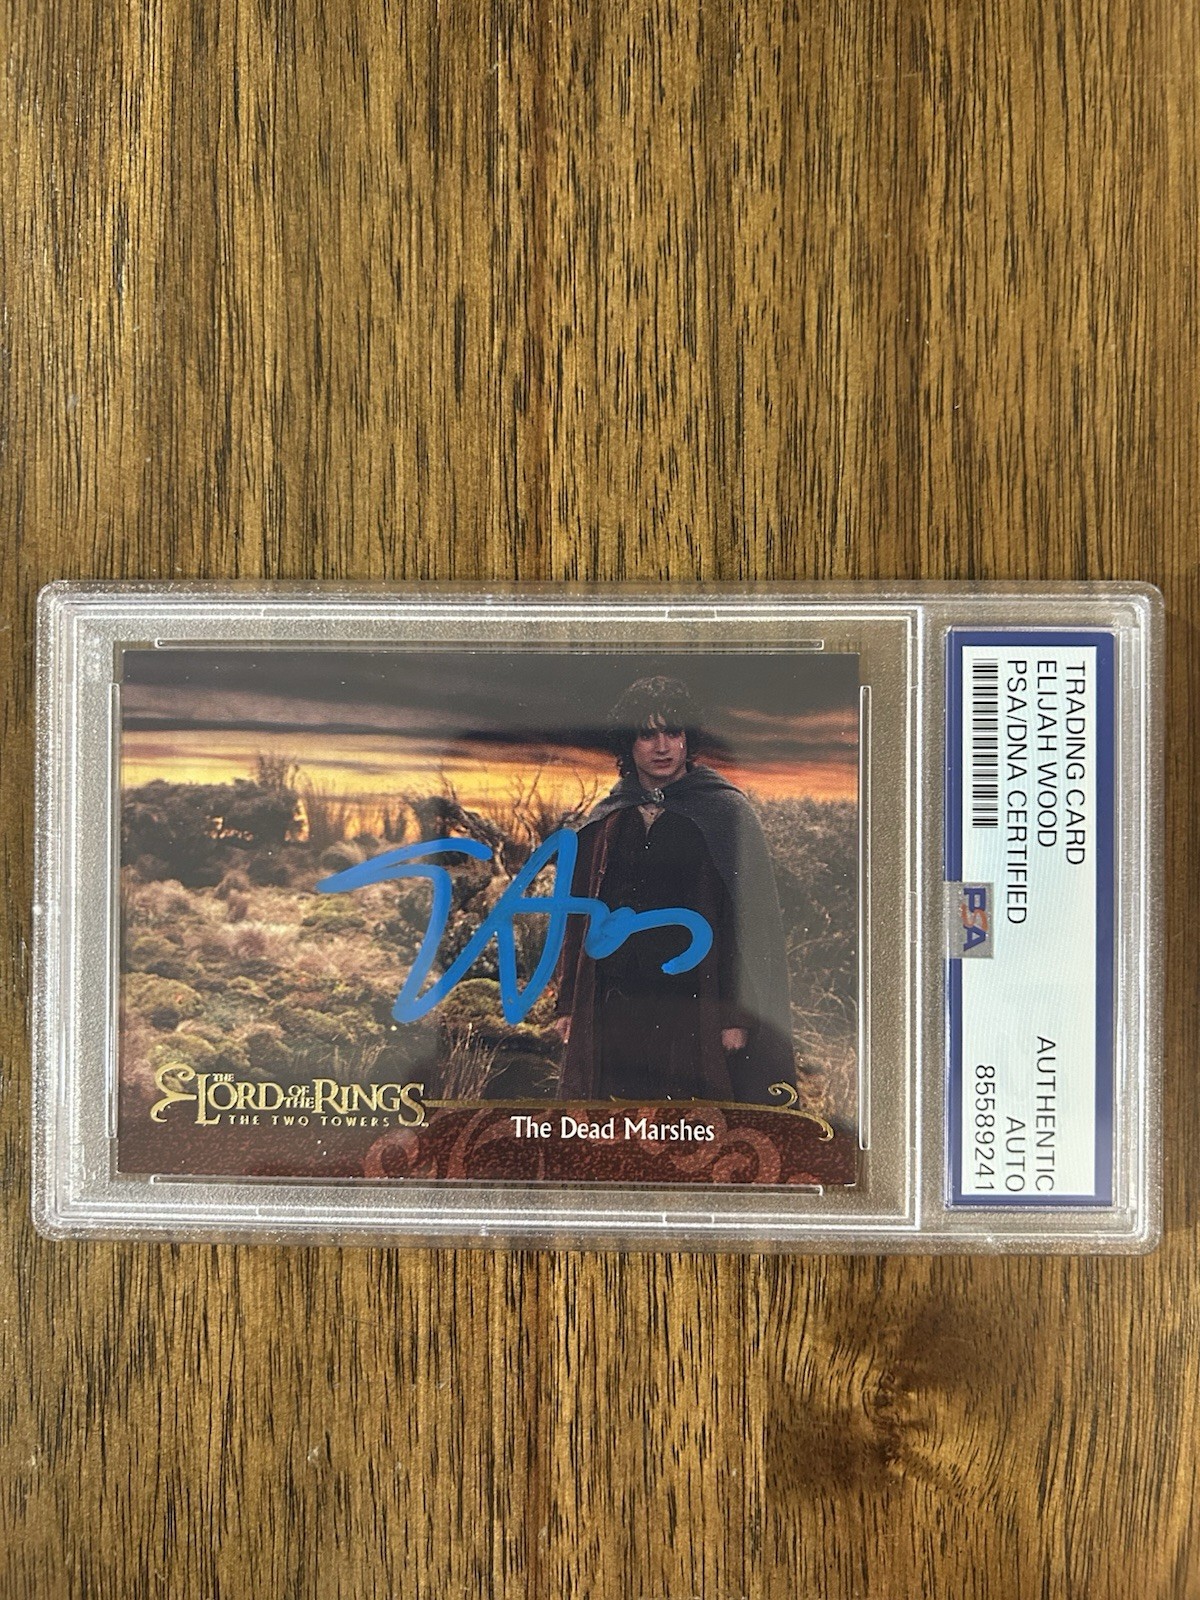 THE
LORD OF THE RINGS
THE TWO TOWERS
The Dead Marshes
TRADING CARD
ELIJAH WOOD
PSA/DNA CERTIFIED
AUTHENTIC
AUTO
85589241
PSA